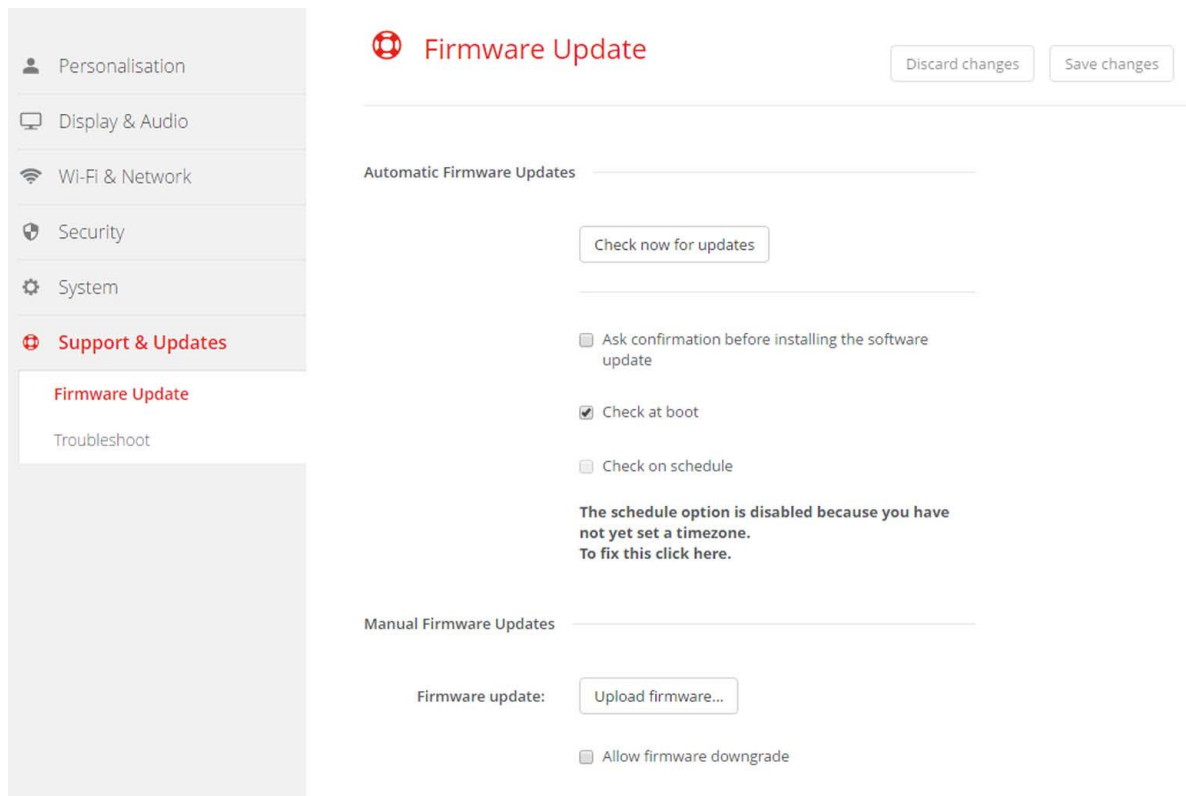 Personalisation
Display & Audio
Wi-Fi & Network
Security
System
Support & Updates
Firmware Update
Troubleshoot
Firmware Update
Discard changes
Save changes
Automatic Firmware Updates
Check now for updates
Ask confirmation before installing the software
update
Check at boot
Check on schedule
The schedule option is disabled because you have
not yet set a timezone.
To fix this click here.
Manual Firmware Updates
Firmware update:
Upload firmware...
Allow firmware downgrade